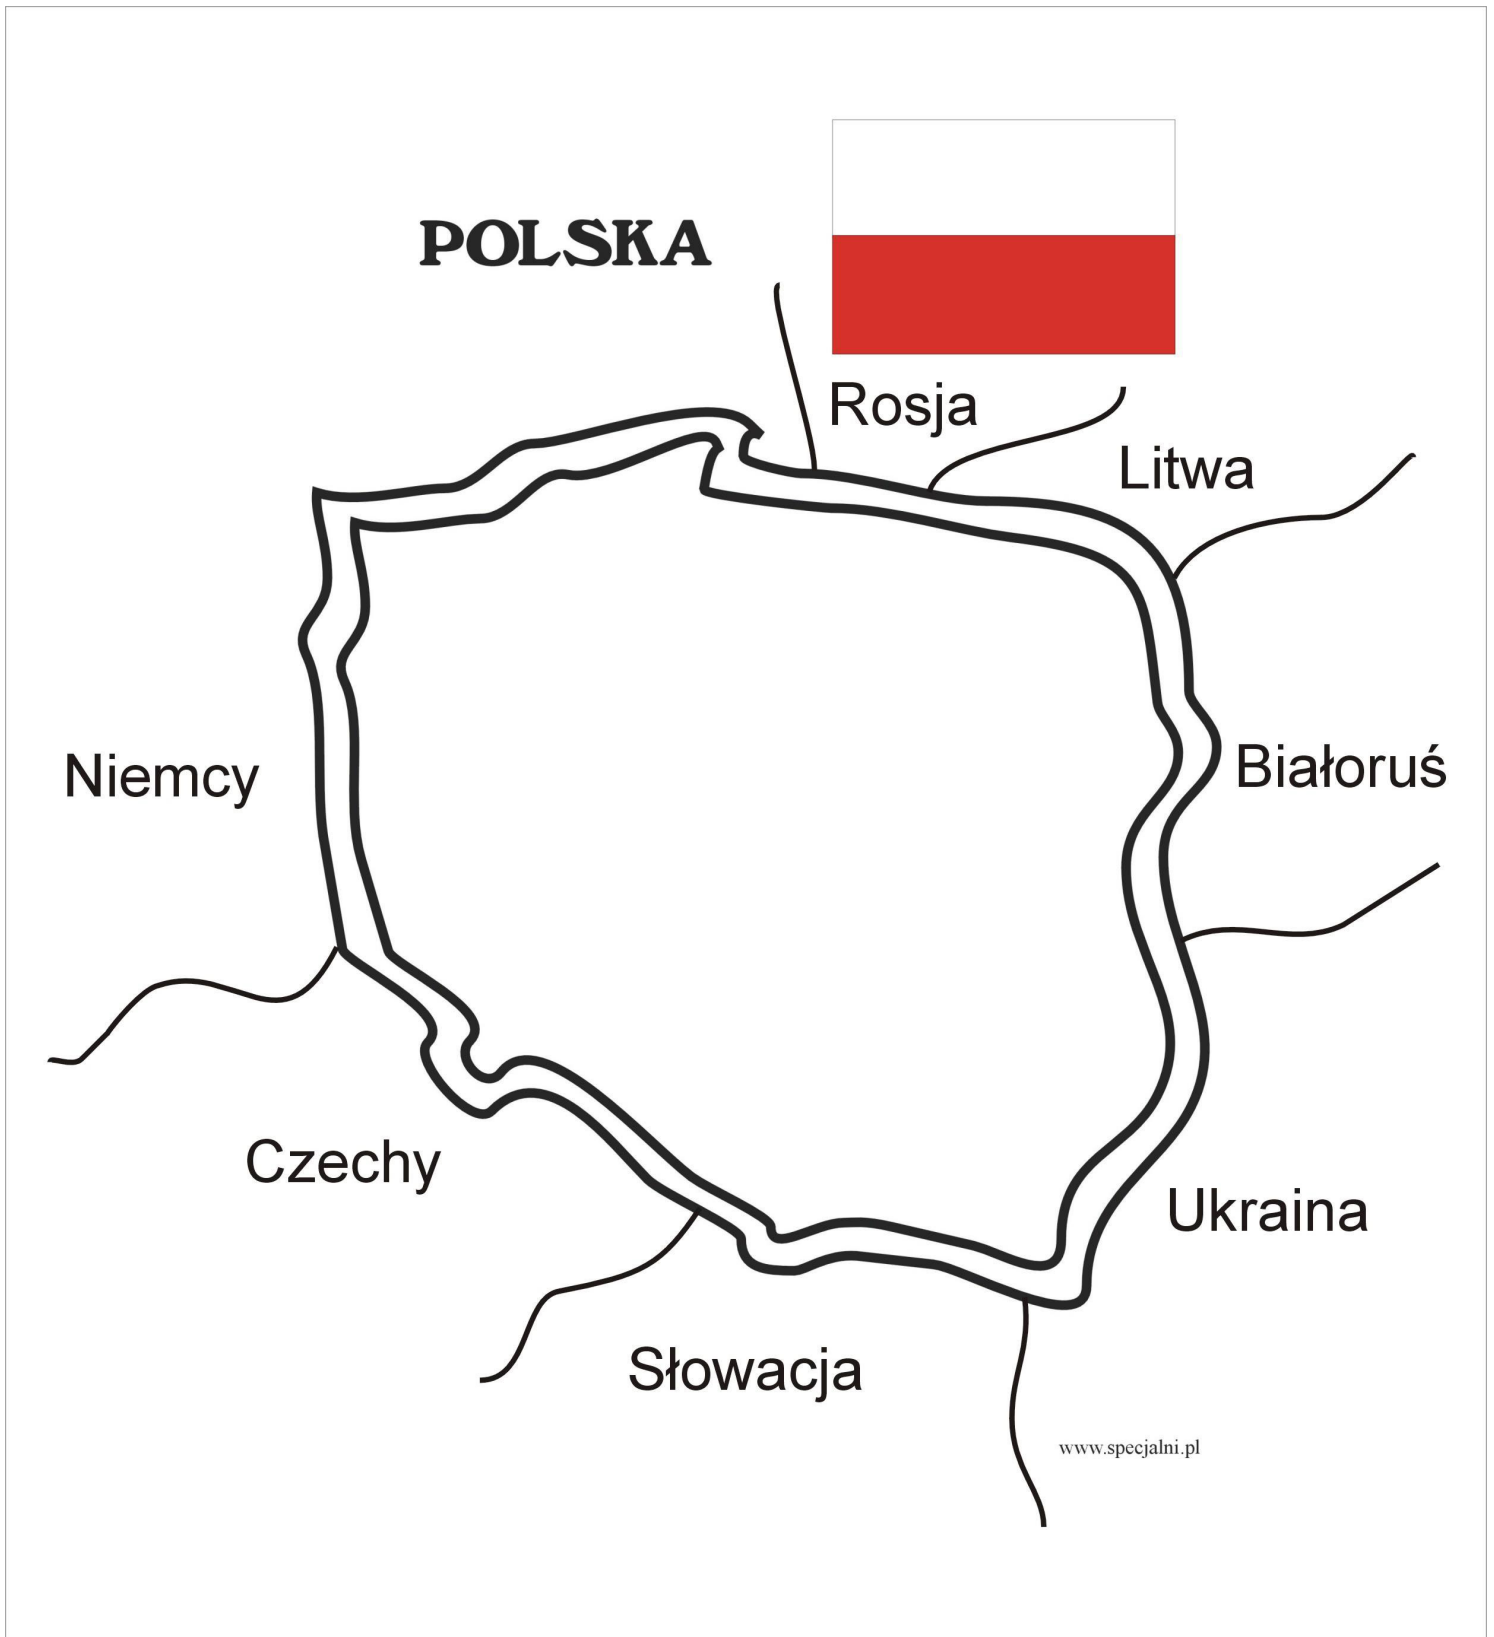 POLSKA
Rosja
Litwa
Niemcy
Białoruś
Czechy
Ukraina
Słowacja
www.specjalni.pl